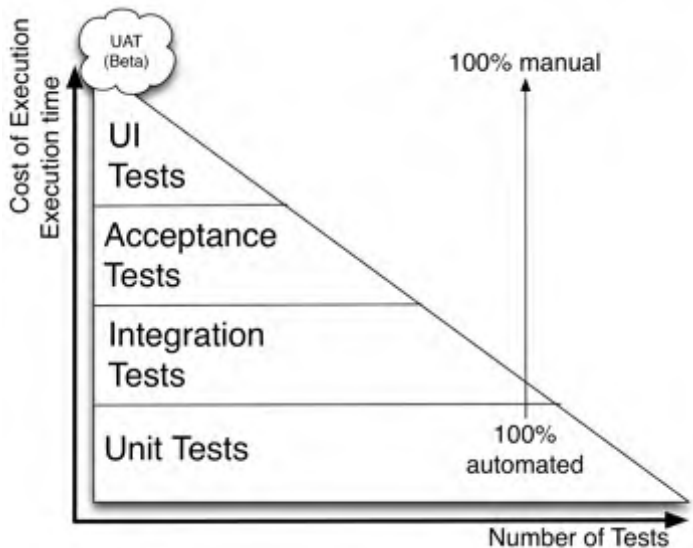 UAT
(Beta)
100% manual
Cost of Execution
Execution time
UI
Tests
Acceptance
Tests
Integration
Tests
Unit Tests
100%
automated
Number of Tests